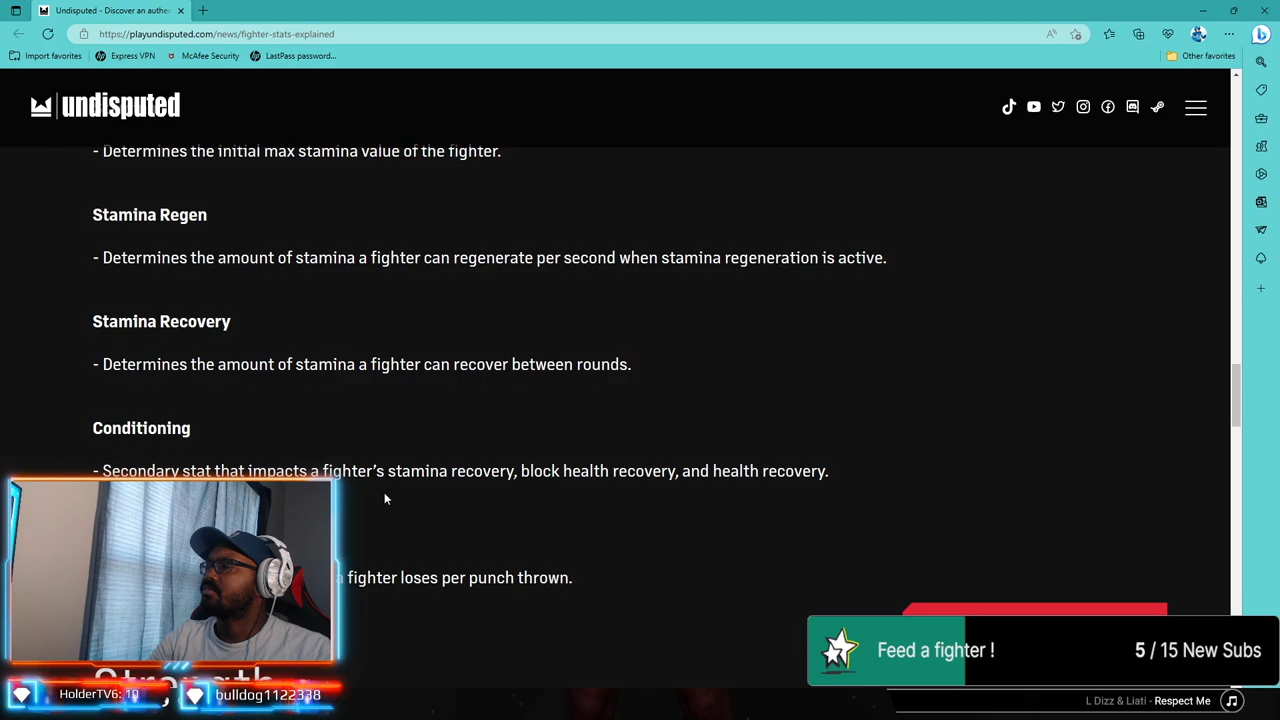 Undisputed - Discover an authe
https://playundisputed.com/news/fighter-stats-explained
Import favorites
Express VPN
McAfee Security
LastPass password...
Other favorites
undisputed
- Determines the initial max stamina value of the fighter.
Stamina Regen
- Determines the amount of stamina a fighter can regenerate per second when stamina regeneration is active.
Stamina Recovery
- Determines the amount of stamina a fighter can recover between rounds.
Conditioning
- Secondary stat that impacts a fighter's stamina recovery, block health recovery, and health recovery.
a fighter loses per punch thrown.
Strength
Feed a fighter !
5 / 15 New Subs
HolderTV6: 10
bulldog1122338
L Dizz & Liati - Respect Me